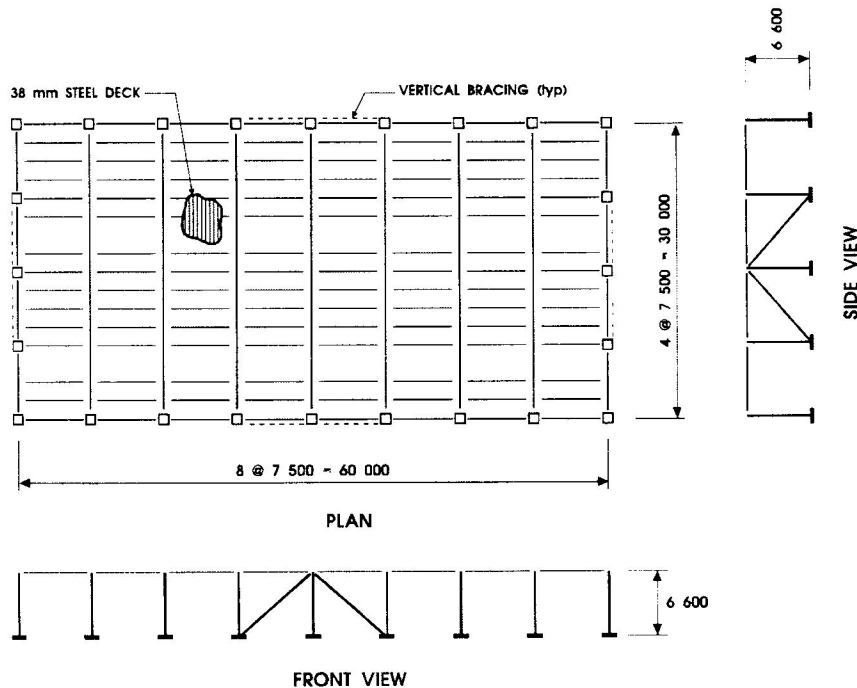 6 600
38 mm STEEL DECK
VERTICAL BRACING (typ)
4 @ 7 500 - 30 000
SIDE VIEW
8 @ 7 500 - 60 000
PLAN
6 600
FRONT VIEW